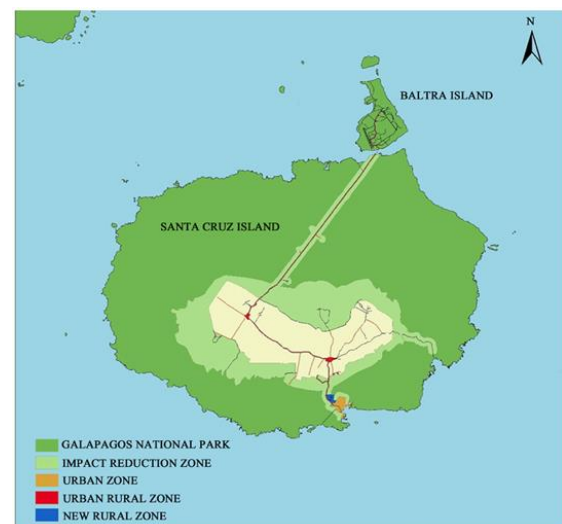 N
BALTRA ISLAND
SANTA CRUZ ISLAND
GALAPAGOS NATIONAL PARK
IMPACT REDUCTION ZONE
URBAN ZONE
URBAN RURAL ZONE
NEW RURAL ZONE